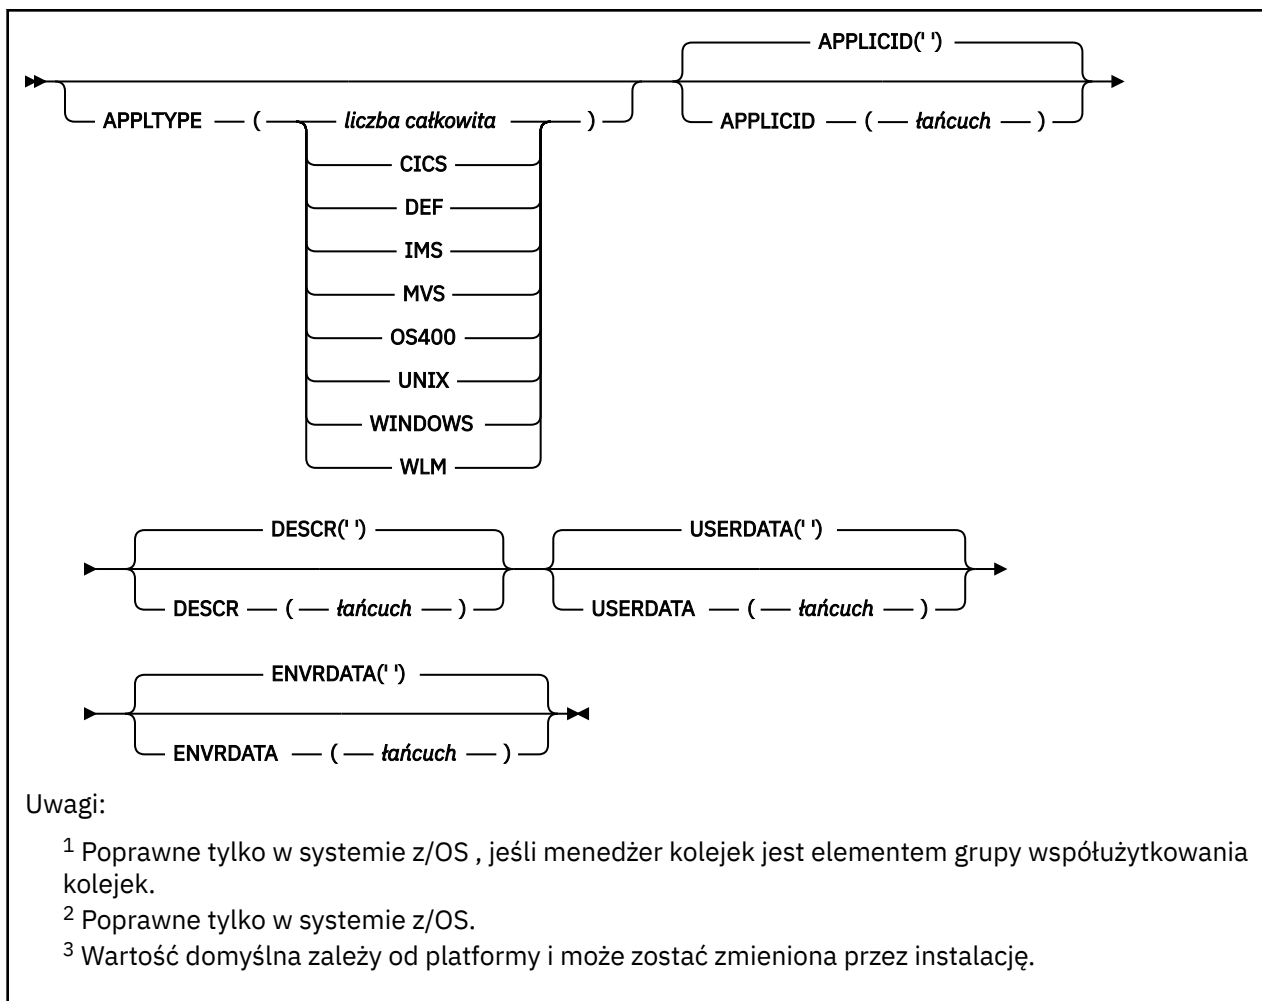 APPLICID(' ')
APPLTYPE ( liczba całkowita ) APPLICID ( łańcuch )
CICS
DEF
IMS
MVS
OS400
UNIX
WINDOWS
WLM
DESCR(' ') USERDATA(' ')
DESCR ( łańcuch ) USERDATA ( łańcuch )
ENVRDATA(' ')
ENVRDATA ( łańcuch )
Uwagi:
1 Poprawne tylko w systemie z/OS , jeśli menedżer kolejek jest elementem grupy współużytkowania
kolejek.
2 Poprawne tylko w systemie z/OS.
3 Wartość domyślna zależy od platformy i może zostać zmieniona przez instalację.